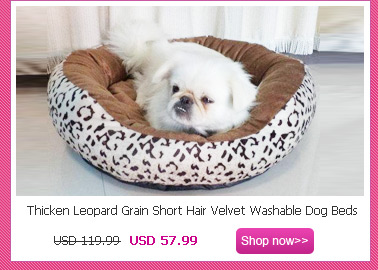 Thicken Leopard Grain Short Hair Velvet Washable Dog Beds
USD 119.99 USD 57.99 Shop now>>